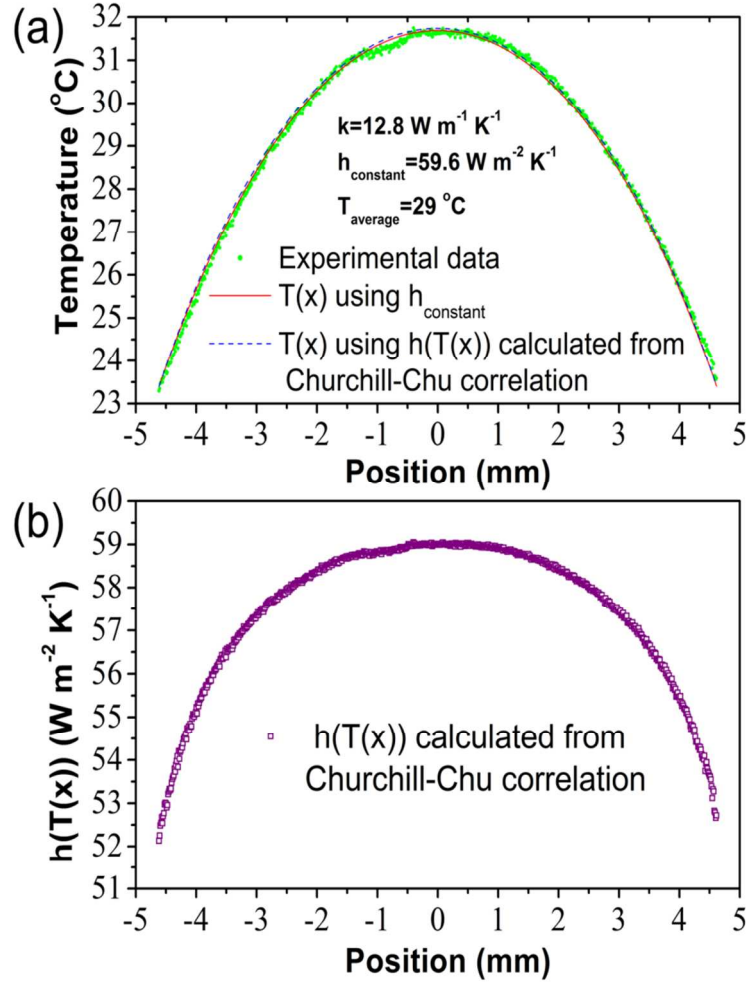 (a)
32
31
30
29
28
27
26
25
24
23
Temperature (°C)
k=12.8 W m⁻¹ K⁻¹
h_constant=59.6 W m⁻² K⁻¹
T_average=29 °C
Experimental data
T(x) using h_constant
T(x) using h(T(x)) calculated from
Churchill-Chu correlation
-5 -4 -3 -2 -1 0 1 2 3 4 5
Position (mm)
(b)
60
59
58
57
56
55
54
53
52
51
h(T(x)) (W m⁻² K⁻¹)
h(T(x)) calculated from
Churchill-Chu correlation
-5 -4 -3 -2 -1 0 1 2 3 4 5
Position (mm)